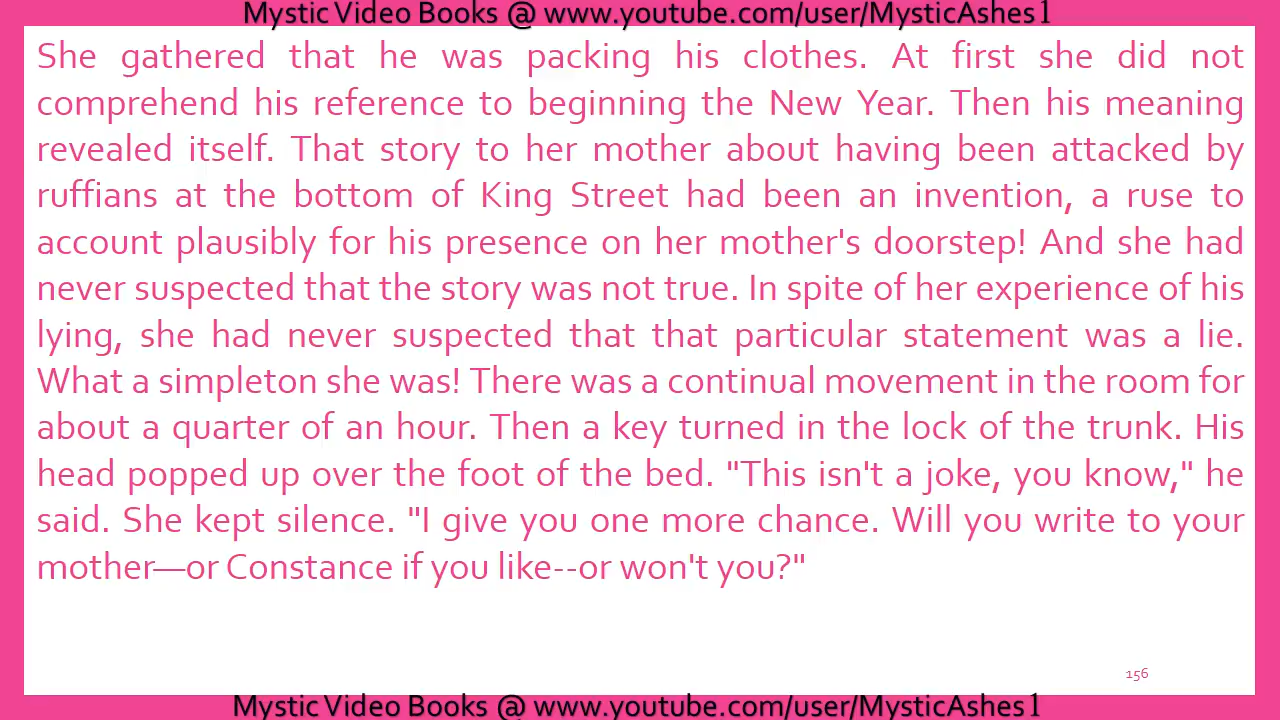 Mystic Video Books @ www.youtube.com/user/MysticAshes1
She gathered that he was packing his clothes. At first she did not
comprehend his reference to beginning the New Year. Then his meaning
revealed itself. That story to her mother about having been attacked by
ruffians at the bottom of King Street had been an invention, a ruse to
account plausibly for his presence on her mother's doorstep! And she had
never suspected that the story was not true. In spite of her experience of his
lying, she had never suspected that that particular statement was a lie.
What a simpleton she was! There was a continual movement in the room for
about a quarter of an hour. Then a key turned in the lock of the trunk. His
head popped up over the foot of the bed. "This isn't a joke, you know," he
said. She kept silence. "I give you one more chance. Will you write to your
mother—or Constance if you like--or won't you?"
156
Mystic Video Books @ www.youtube.com/user/MysticAshes1